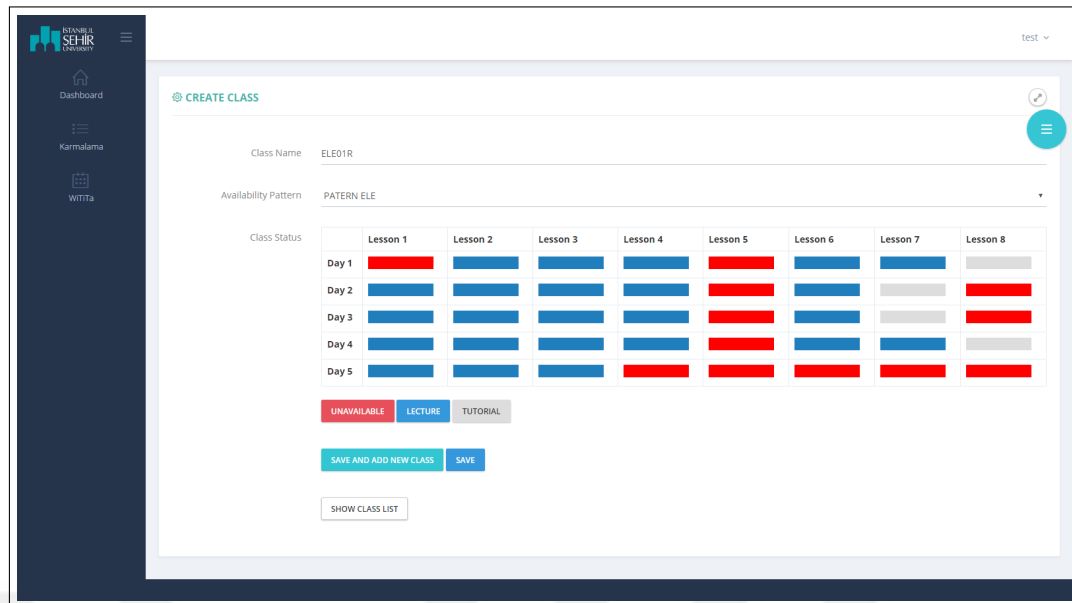 İSTANBUL
ŞEHİR
UNIVERSITY
test
Dashboard
Karmalama
WiTiTa
CREATE CLASS
Class Name ELE01R
Availability Pattern PATERN ELE
Class Status Lesson 1 Lesson 2 Lesson 3 Lesson 4 Lesson 5 Lesson 6 Lesson 7 Lesson 8
Day 1
Day 2
Day 3
Day 4
Day 5
UNAVAILABLE LECTURE TUTORIAL
SAVE AND ADD NEW CLASS SAVE
SHOW CLASS LIST